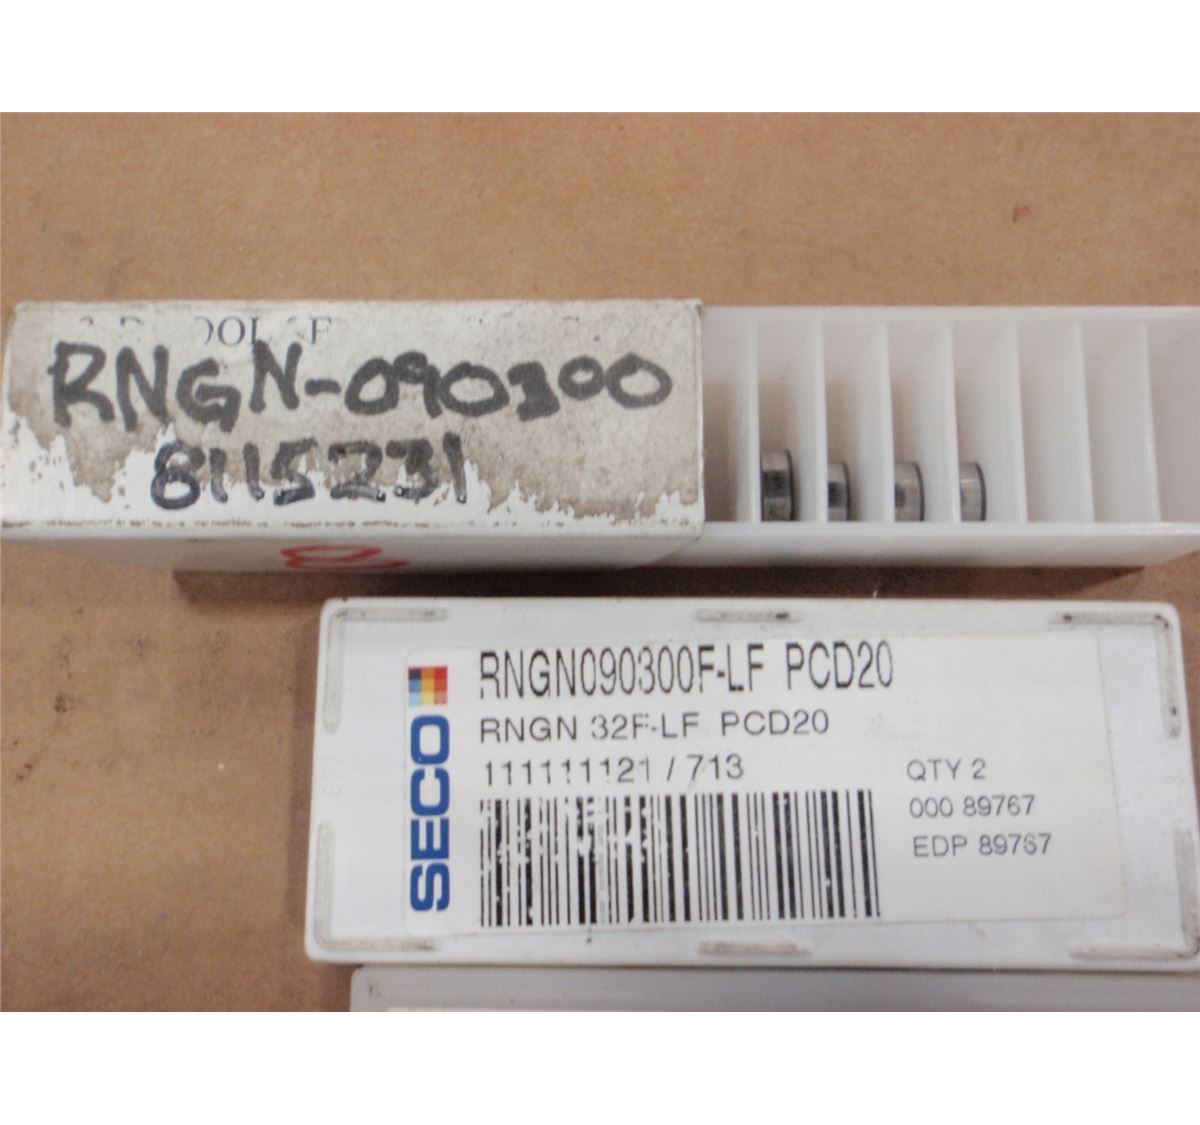 RNGN-090300
8115231
RNGN090300F-LF PCD20
RNGN 32F-LF PCD20
111111121 / 713
QTY 2
000 89767
EDP 89767
SECO